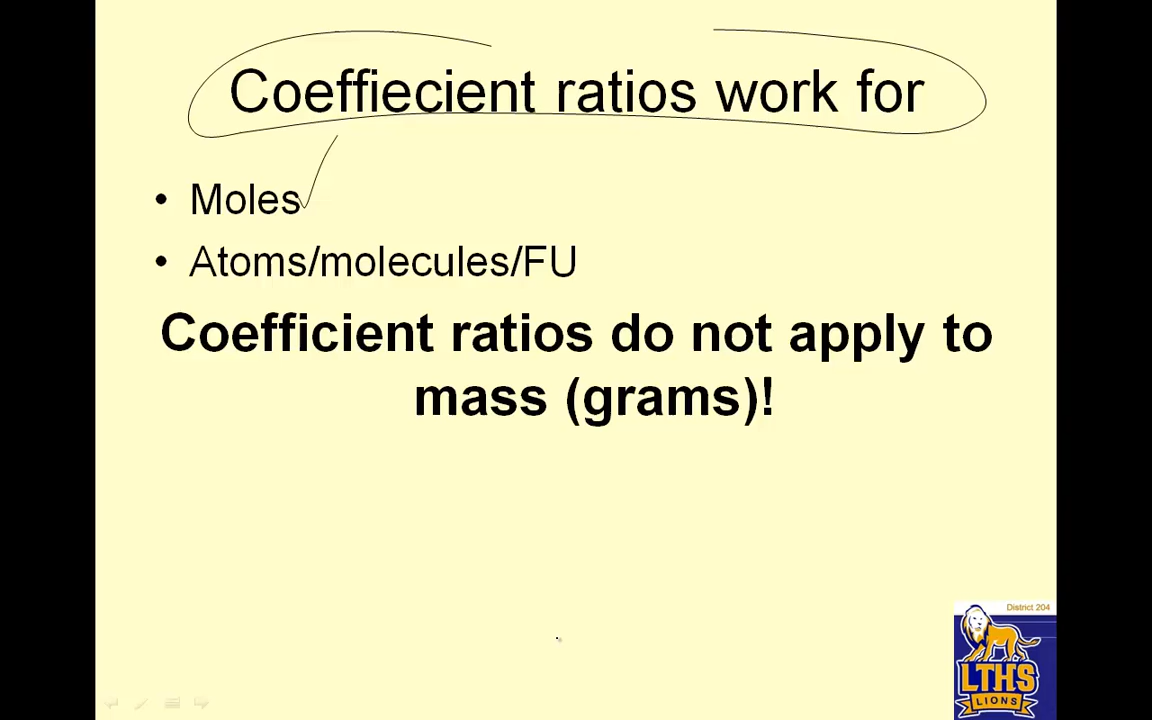 Coeffiecient ratios work for
• Moles
• Atoms/molecules/FU
Coefficient ratios do not apply to
mass (grams)!
District 204
LTHS
LIONS